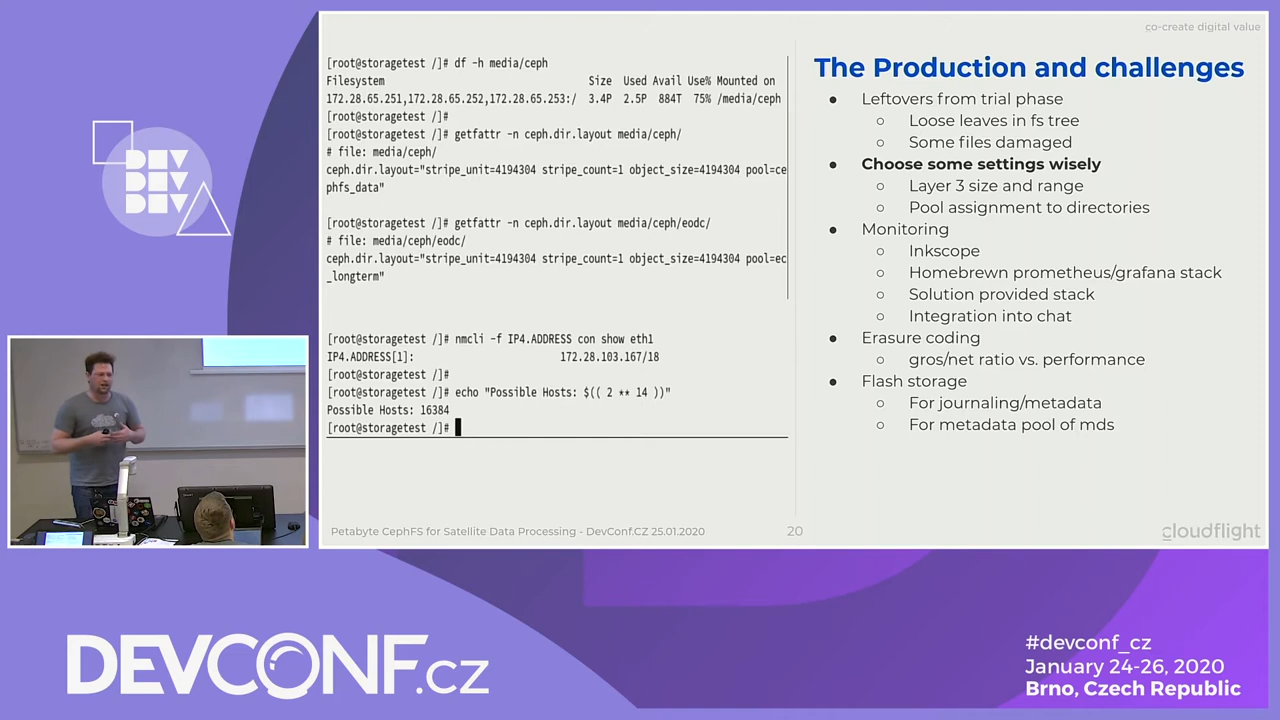 co-create digital value
[root@storagetest /]# df -h media/ceph
Filesystem Size Used Avail Use% Mounted on
172.28.65.251,172.28.65.252,172.28.65.253:/ 3.4P 2.5P 884T 75% /media/ceph
[root@storagetest /]#
[root@storagetest /]# getfattr -n ceph.dir.layout media/ceph/
# file: media/ceph/
ceph.dir.layout="stripe_unit=4194304 stripe_count=1 object_size=4194304 pool=ce
phfs_data"
[root@storagetest /]# getfattr -n ceph.dir.layout media/ceph/eodc/
# file: media/ceph/eodc/
ceph.dir.layout="stripe_unit=4194304 stripe_count=1 object_size=4194304 pool=ec
_longterm"
[root@storagetest /]# nmcli -f IP4.ADDRESS con show eth1
IP4.ADDRESS[1]: 172.28.103.167/18
[root@storagetest /]#
[root@storagetest /]# echo "Possible Hosts: $(( 2 ** 14 ))"
Possible Hosts: 16384
[root@storagetest /]#
The Production and challenges
● Leftovers from trial phase
○ Loose leaves in fs tree
○ Some files damaged
● Choose some settings wisely
○ Layer 3 size and range
○ Pool assignment to directories
● Monitoring
○ Inkscope
○ Homebrewn prometheus/grafana stack
○ Solution provided stack
○ Integration into chat
● Erasure coding
○ gros/net ratio vs. performance
● Flash storage
○ For journaling/metadata
○ For metadata pool of mds
Petabyte CephFS for Satellite Data Processing - DevConf.CZ 25.01.2020
20
cloudflight
DEV
DEV
DEV
DEVCONF.cz
#devconf_cz
January 24-26, 2020
Brno, Czech Republic